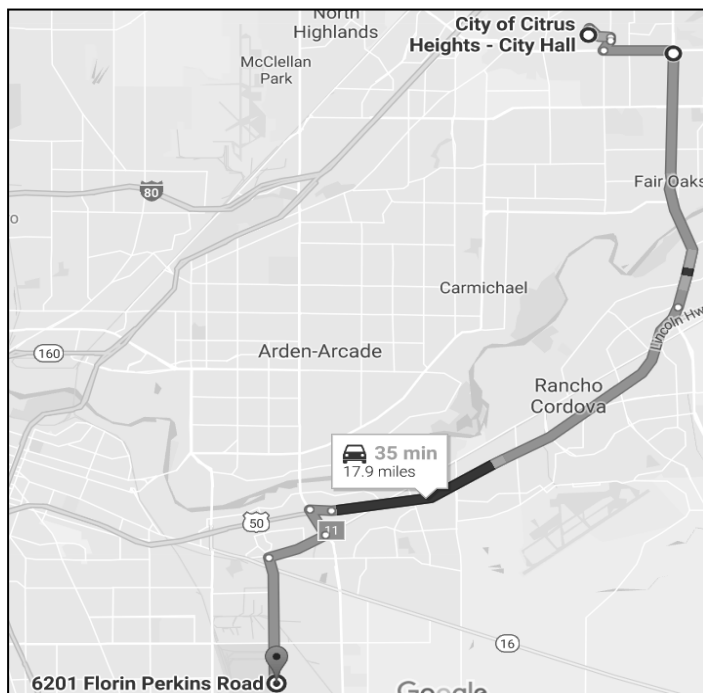 North
Highlands
City of Citrus
Heights - City Hall
McClellan
Park
80
Fair Oaks
o
Carmichael
Lincoln Hw
160
Arden-Arcade
Rancho
Cordova
35 min
17.9 miles
50
11
16
6201 Florin Perkins Road
Google